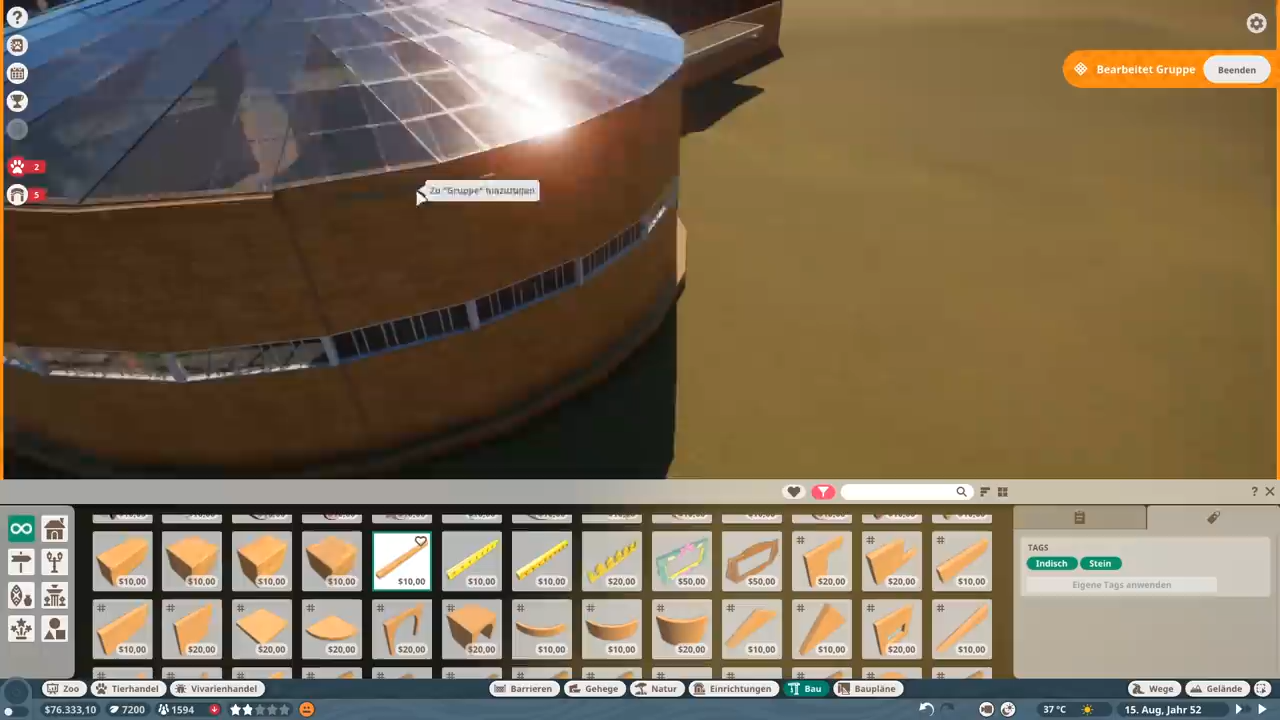 ?
Bearbeitet Gruppe
Beenden
2
5
Zu "Gruppe" hinzufügen
?
$10,00 $10,00 $10,00 $10,00 $10,00 $10,00 $10,00 $20,00 $50,00 $50,00 $10,00 $20,00 $10,00
$10,00 $20,00 $20,00 $20,00 $20,00 $20,00 $10,00 $10,00 $20,00 $10,00 $20,00 $20,00 $10,00
TAGS
Indisch Stein
Eigene Tags anwenden
Zoo Tierhandel Vivarienhandel Barrieren Gehege Natur Einrichtungen Bau Baupläne Wege Gelände
$76.333,10 7200 1594 37 °C 15. Aug, Jahr 52